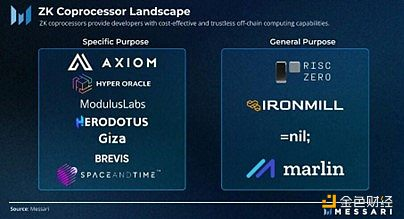 ZK Coprocessor Landscape
ZK coprocessors provide developers with cost-effective and trustless off-chain computing capabilities.
Specific Purpose
AXIOM
HYPER ORACLE
ModulusLabs
HERODOTUS
Giza
BREVIS
SPACEANDTIME™
General Purpose
RISC
ZERO
IRONMILL
=nil;
marlin
Source: Messari
MESSARI
金色财经